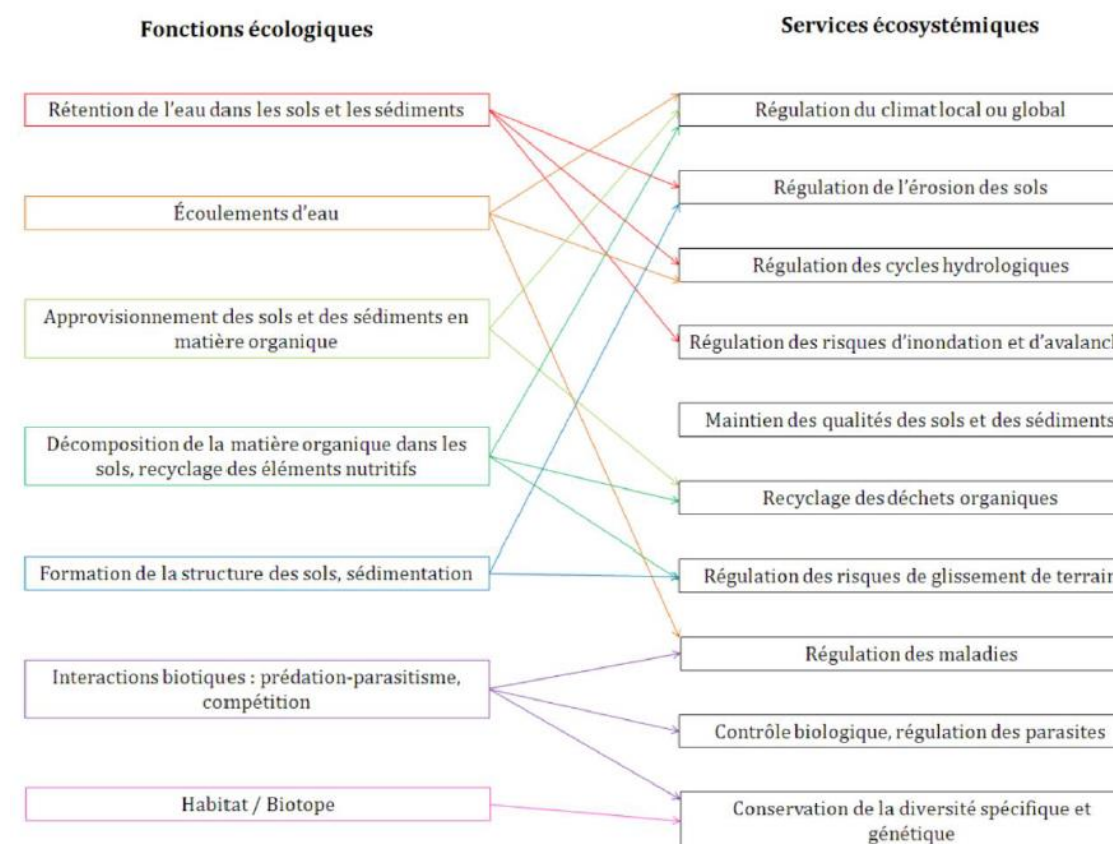 Fonctions écologiques
Rétention de l'eau dans les sols et les sédiments
Écoulements d'eau
Approvisionnement des sols et des sédiments en
matière organique
Décomposition de la matière organique dans les
sols, recyclage des éléments nutritifs
Formation de la structure des sols, sédimentation
Interactions biotiques : prédation-parasitisme,
compétition
Habitat / Biotope
Services écosystémiques
Régulation du climat local ou global
Régulation de l'érosion des sols
Régulation des cycles hydrologiques
Régulation des risques d'inondation et d'avalanch
Maintien des qualités des sols et des sédiments
Recyclage des déchets organiques
Régulation des risques de glissement de terrain
Régulation des maladies
Contrôle biologique, régulation des parasites
Conservation de la diversité spécifique et
génétique